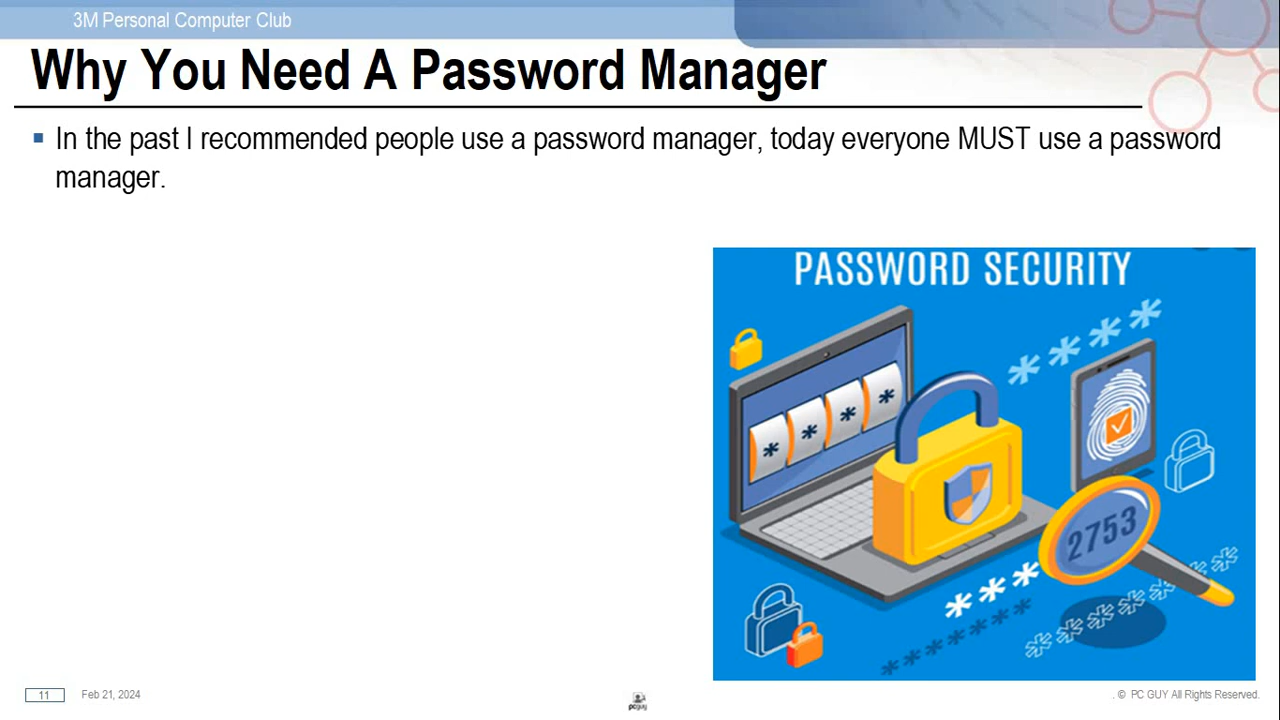 3M Personal Computer Club
Why You Need A Password Manager
▪ In the past I recommended people use a password manager, today everyone MUST use a password
manager.
PASSWORD SECURITY
* * * *
* * * *
2753
* * *
11
Feb 21, 2024
pcguy
. © PC GUY All Rights Reserved.